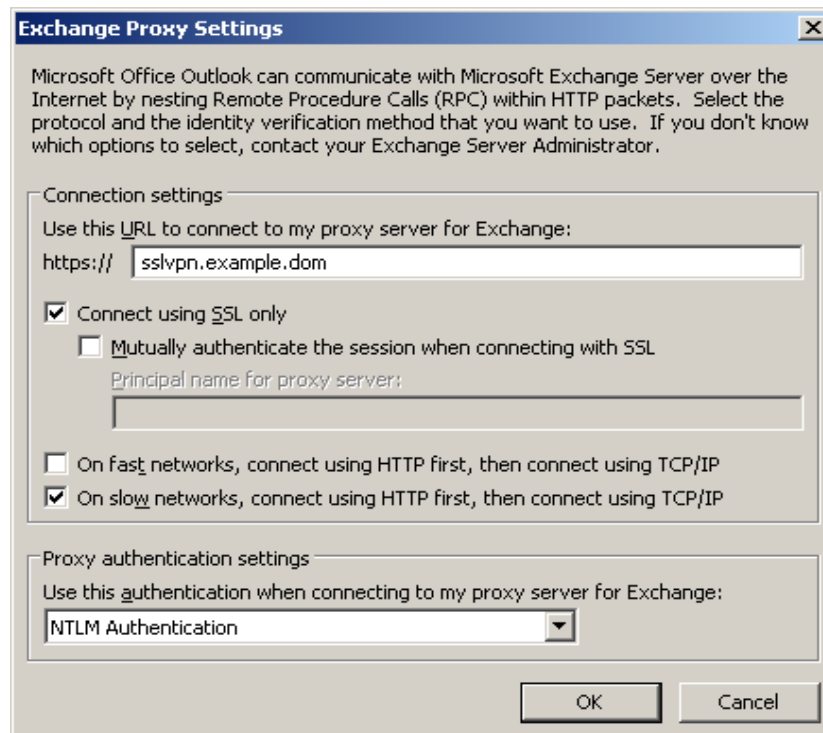 Exchange Proxy Settings
Microsoft Office Outlook can communicate with Microsoft Exchange Server over the
Internet by nesting Remote Procedure Calls (RPC) within HTTP packets. Select the
protocol and the identity verification method that you want to use. If you don't know
which options to select, contact your Exchange Server Administrator.
Connection settings
Use this URL to connect to my proxy server for Exchange:
https:// sslvpn.example.dom
Connect using SSL only
Mutually authenticate the session when connecting with SSL
Principal name for proxy server:
On fast networks, connect using HTTP first, then connect using TCP/IP
On slow networks, connect using HTTP first, then connect using TCP/IP
Proxy authentication settings
Use this authentication when connecting to my proxy server for Exchange:
NTLM Authentication
OK Cancel